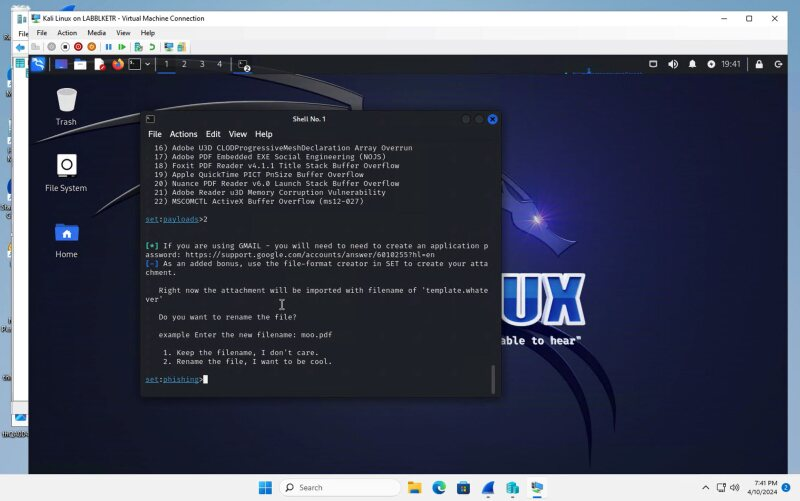 Kali Linux on LABBLKETR - Virtual Machine Connection
File
File Action Media View Help
1 2 3 4
2
19:41
Shell No. 1
Trash
File Actions Edit View Help
16) Adobe U3D CLODProgressiveMeshDeclaration Array Overrun
17) Adobe PDF Embedded EXE Social Engineering (NOJS)
18) Foxit PDF Reader v4.1.1 Title Stack Buffer Overflow
19) Apple QuickTime PICT PnSize Buffer Overflow
20) Nuance PDF Reader v6.0 Launch Stack Buffer Overflow
21) Adobe Reader u3D Memory Corruption Vulnerability
22) MSCOMCTL ActiveX Buffer Overflow (ms12-027)
File System
set:payloads>2
Home
[*] If you are using GMAIL - you will need to need to create an application p
assword: https://support.google.com/accounts/answer/6010255?hl=en
[-] As an added bonus, use the file-format creator in SET to create your atta
chment.
Right now the attachment will be imported with filename of 'template.whate
ver'
Do you want to rename the file?
example Enter the new filename: moo.pdf
1. Keep the filename, I don't care.
2. Rename the file, I want to be cool.
set:phishing>
UX
able to hear"
Search
7:41 PM
4/10/2024
2